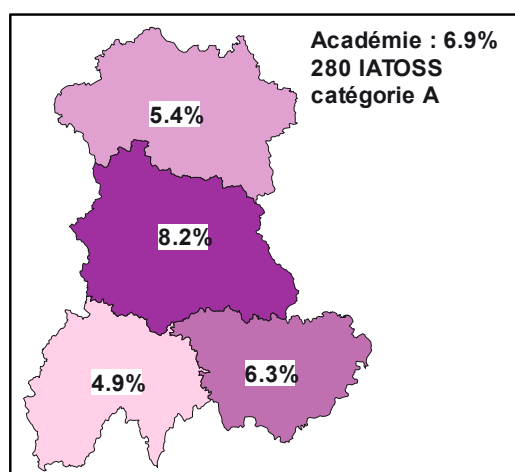 Académie : 6.9%
280 IATOSS
catégorie A
5.4%
8.2%
4.9%
6.3%